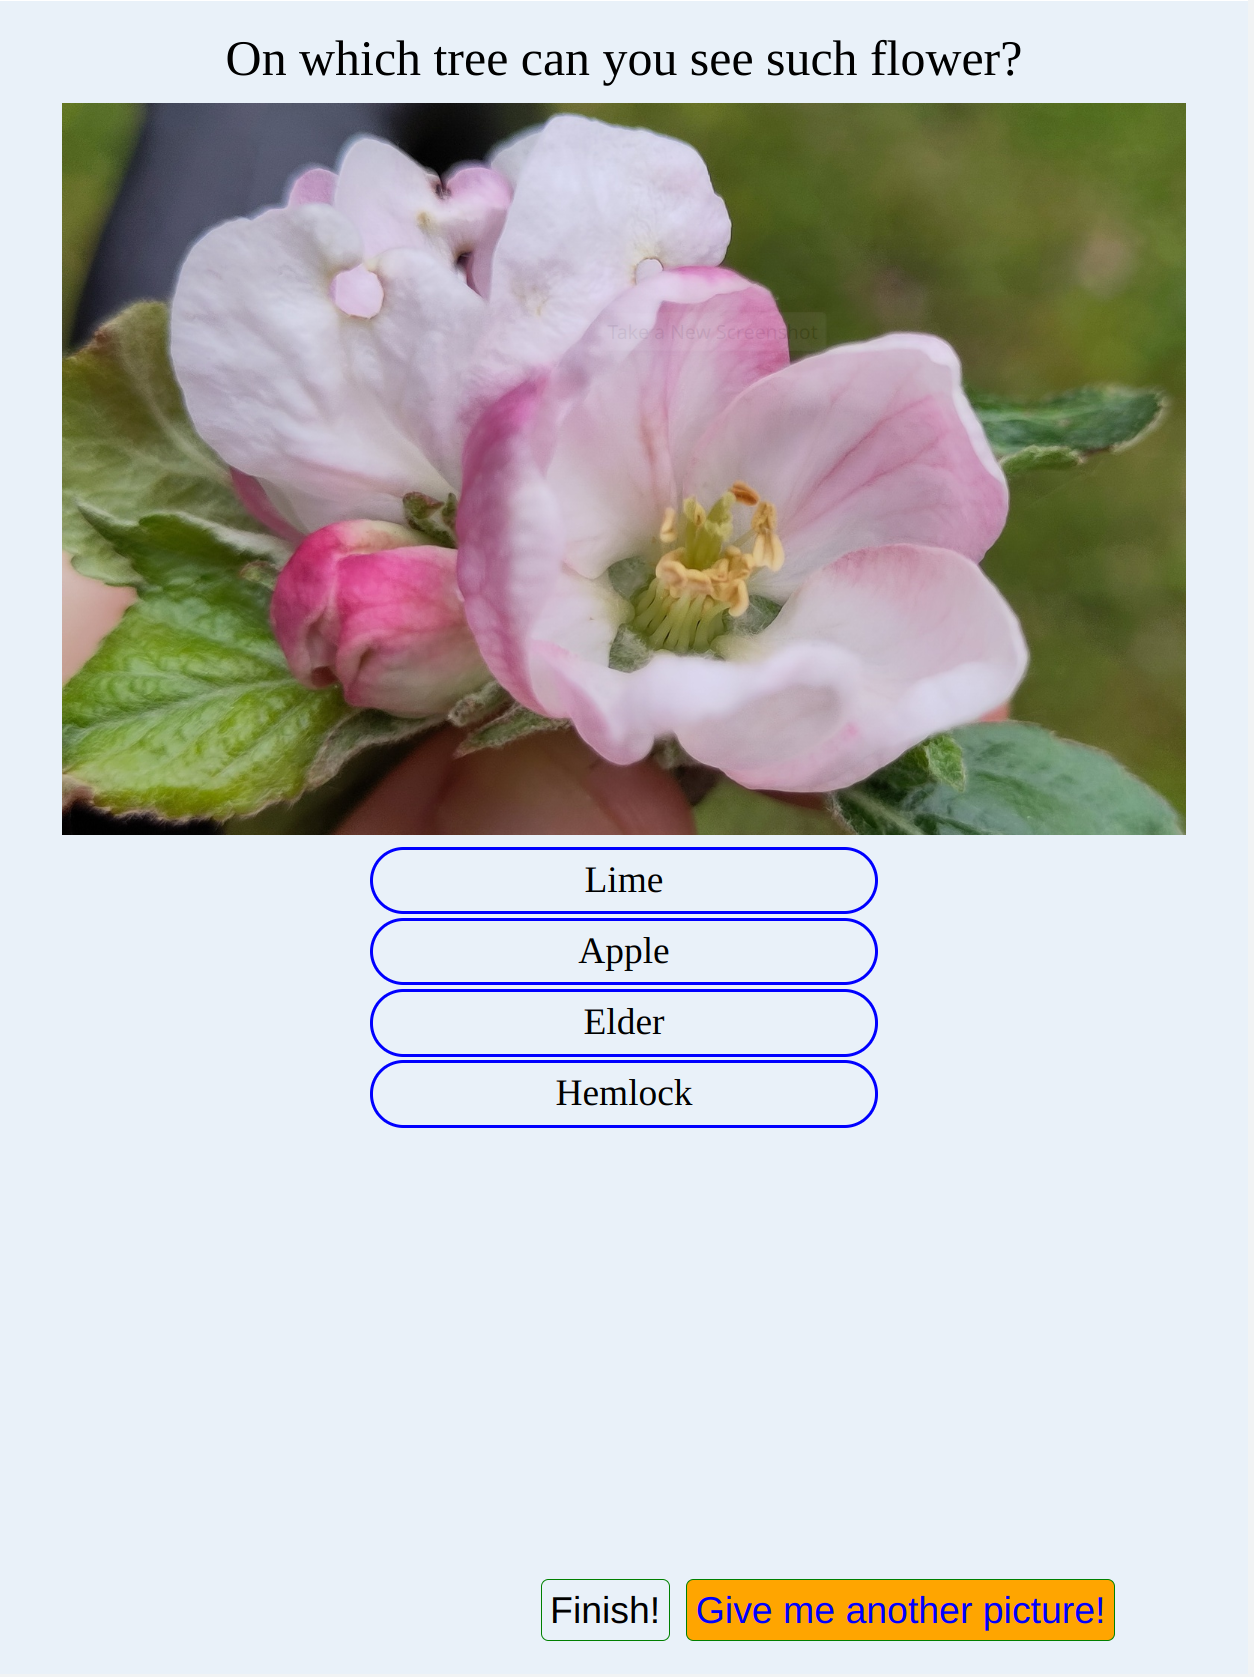 On which tree can you see such flower?
Take a New Screenshot
Lime
Apple
Elder
Hemlock
Finish!
Give me another picture!